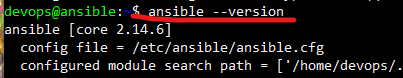 devops@ansible:~$ ansible --version
ansible [core 2.14.6]
  config file = /etc/ansible/ansible.cfg
  configured module search path = ['/home/devops/.